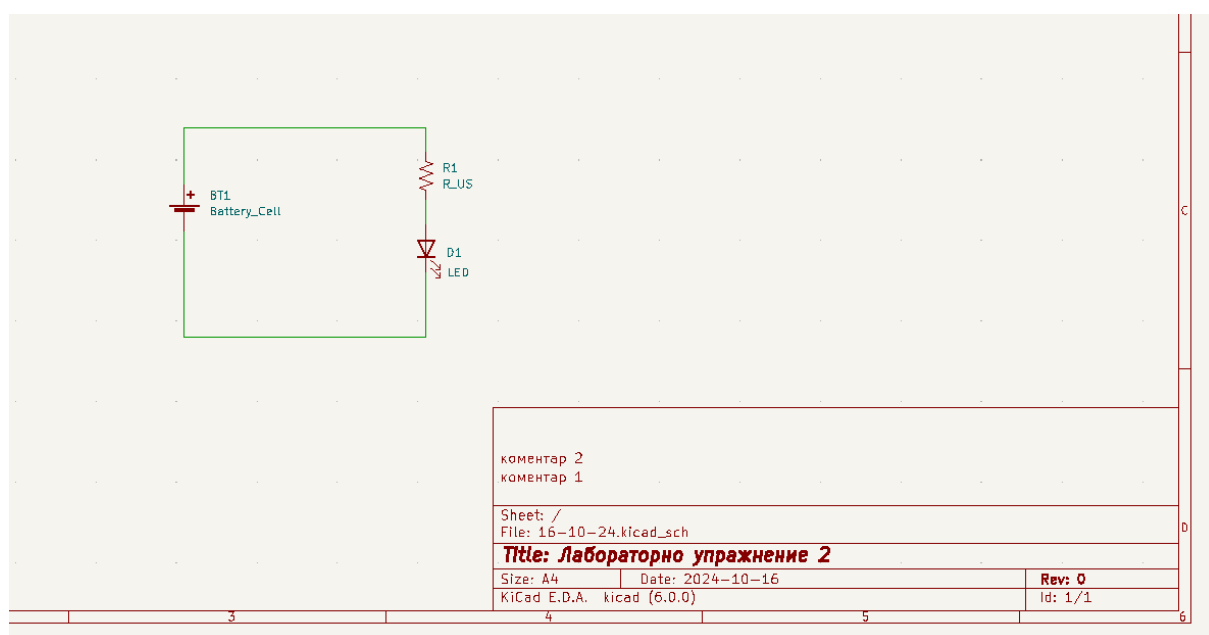 R1
R_US
+
BT1
Battery_Cell
C
D1
LED
коментар 2
коментар 1
Sheet: /
File: 16-10-24.kicad_sch
D
Title: Лабораторно упражнение 2
Size: A4
Date: 2024-10-16
Rev: 0
KiCad E.D.A. kicad (6.0.0)
Id: 1/1
3
4
5
6